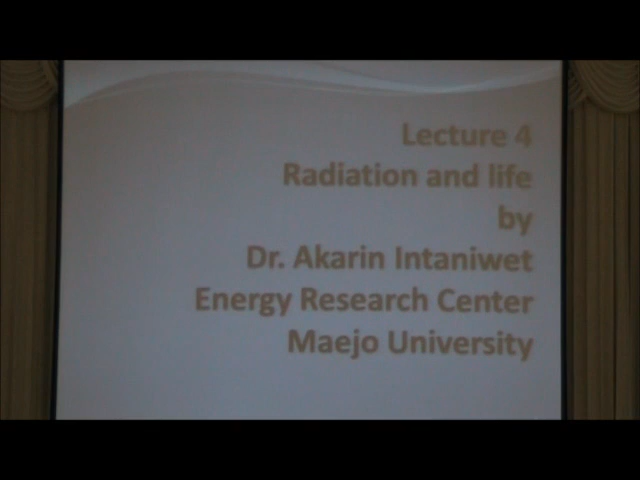 Lecture 4
Radiation and life
by
Dr. Akarin Intaniwet
Energy Research Center
Maejo University